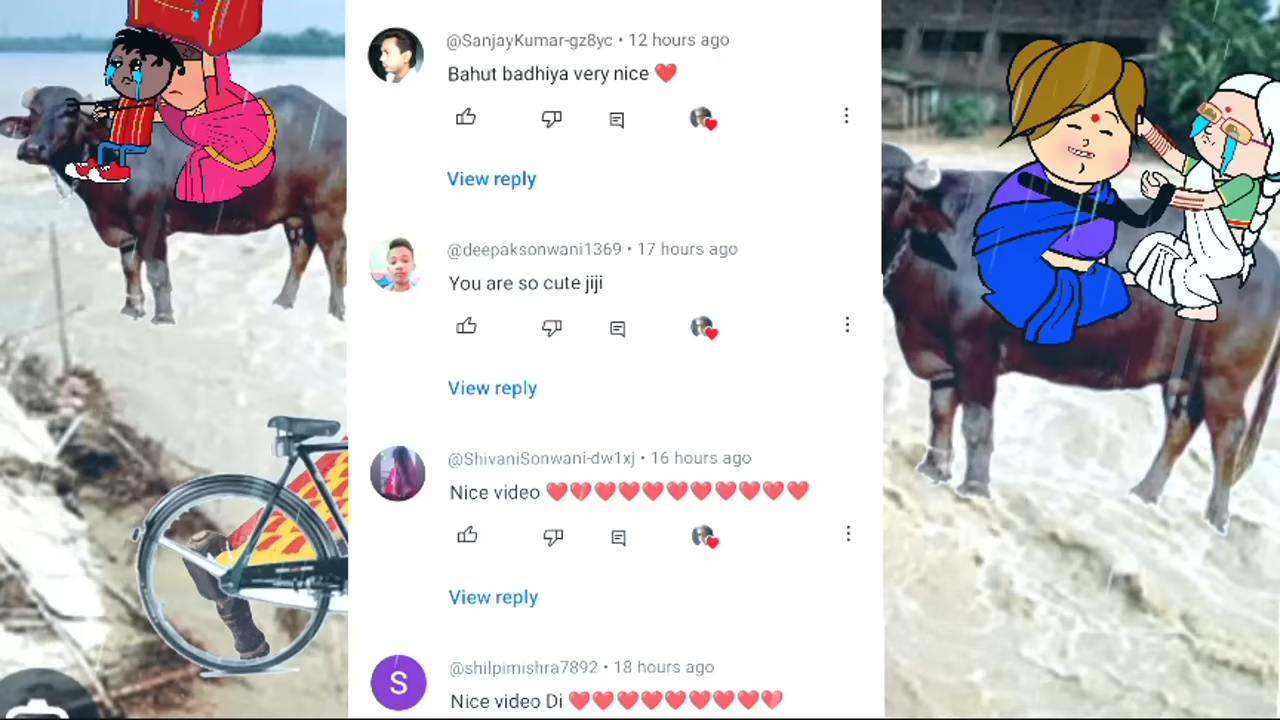 @SanjayKumar-gz8yc • 12 hours ago
Bahut badhiya very nice ❤️
View reply
@deepaksonwani1369 • 17 hours ago
You are so cute jiji
View reply
@ShivaniSonwani-dw1xj • 16 hours ago
Nice video ❤️❤️❤️❤️❤️❤️❤️❤️❤️❤️❤️
View reply
S
@shilpimishra7892 • 18 hours ago
Nice video Di ❤️❤️❤️❤️❤️❤️❤️❤️❤️